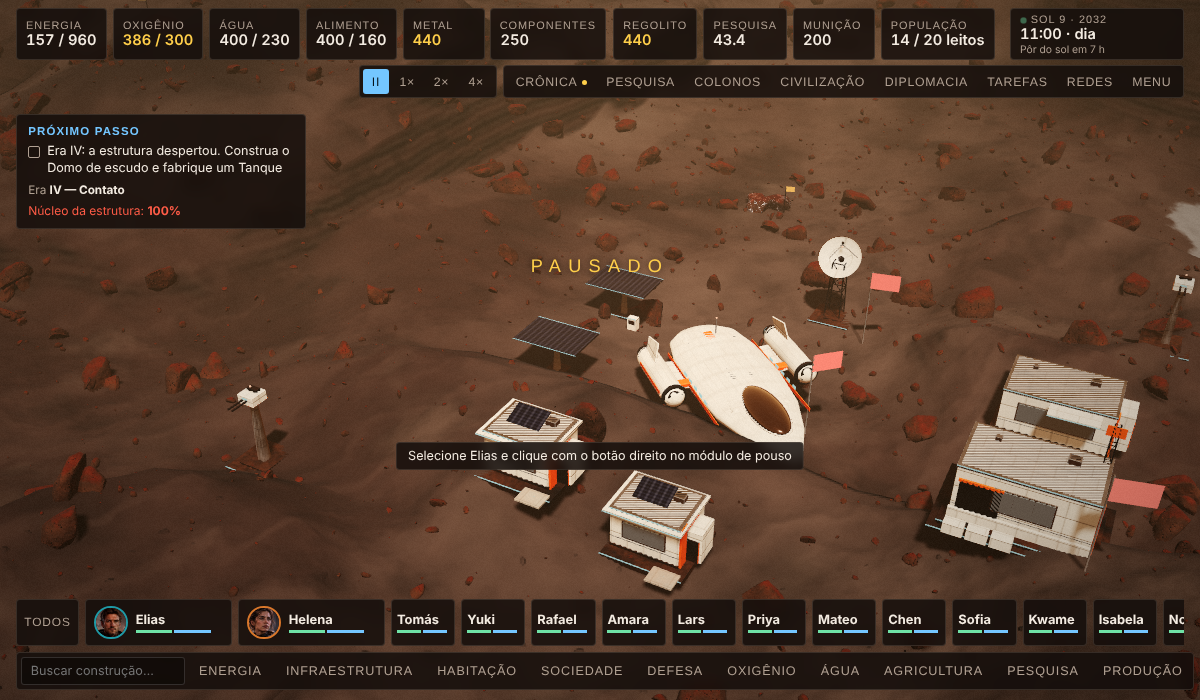 ENERGIA
157 / 960
OXIGÊNIO
386 / 300
ÁGUA
400 / 230
ALIMENTO
400 / 160
METAL
440
COMPONENTES
250
REGOLITO
440
PESQUISA
43.4
MUNIÇÃO
200
POPULAÇÃO
14 / 20 leitos
SOL 9 · 2032
11:00 · dia
Pôr do sol em 7 h
II 1× 2× 4×
CRÔNICA PESQUISA COLONOS CIVILIZAÇÃO DIPLOMACIA TAREFAS REDES MENU
PRÓXIMO PASSO
Era IV: a estrutura despertou. Construa o
Domo de escudo e fabrique um Tanque
Era IV — Contato
Núcleo da estrutura: 100%
PAUSADO
Selecione Elias e clique com o botão direito no módulo de pouso
TODOS Elias Helena Tomás Yuki Rafael Amara Lars Priya Mateo Chen Sofia Kwame Isabela
Buscar construção... ENERGIA INFRAESTRUTURA HABITAÇÃO SOCIEDADE DEFESA OXIGÊNIO ÁGUA AGRICULTURA PESQUISA PRODUÇÃO